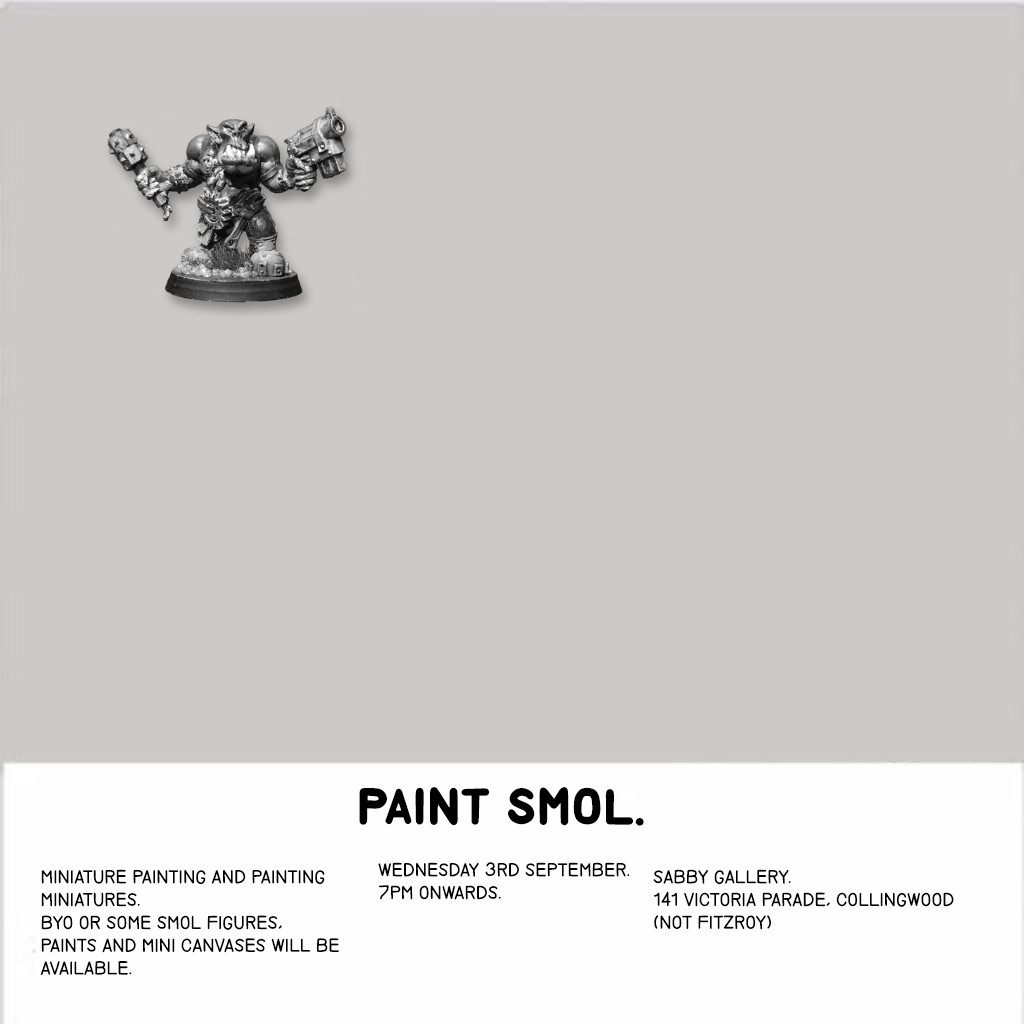 PAINT SMOL.
MINIATURE PAINTING AND PAINTING
MINIATURES.
BYO OR SOME SMOL FIGURES,
PAINTS AND MINI CANVASES WILL BE
AVAILABLE.
WEDNESDAY 3RD SEPTEMBER.
7PM ONWARDS.
SABBY GALLERY.
141 VICTORIA PARADE, COLLINGWOOD
(NOT FITZROY)